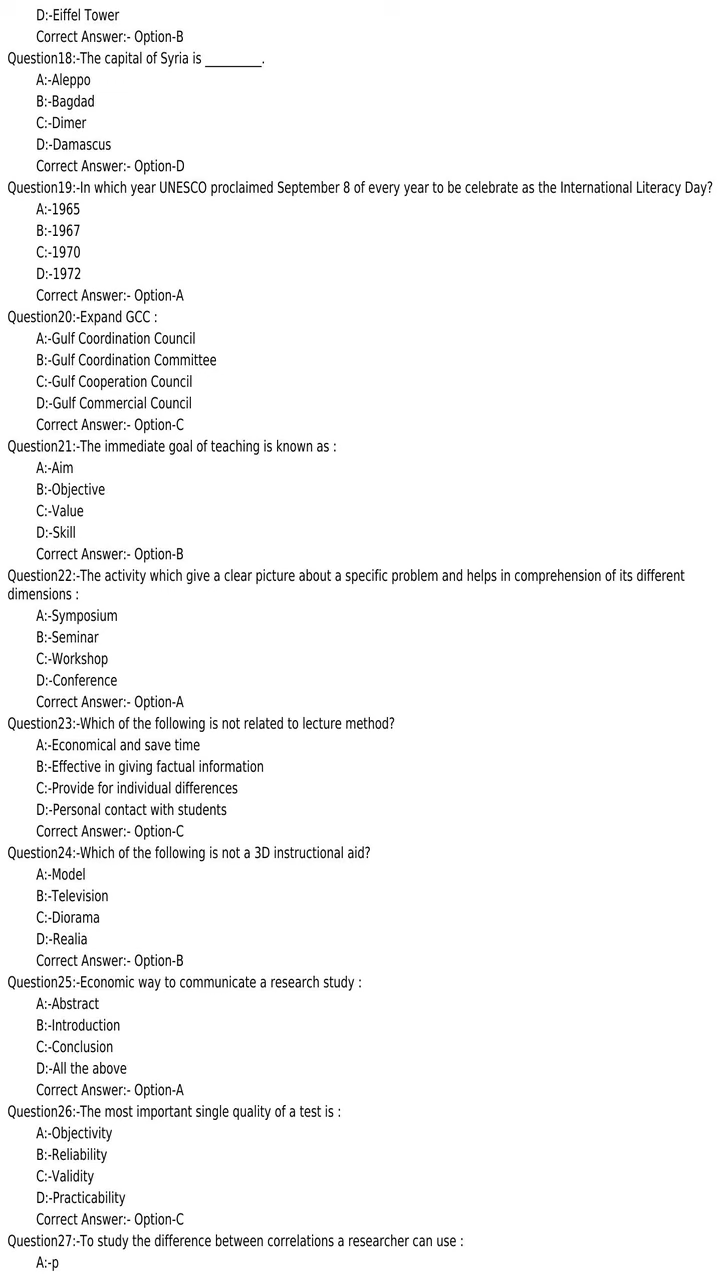 D:-Eiffel Tower
Correct Answer:- Option-B
Question18:-The capital of Syria is _________.
A:-Aleppo
B:-Bagdad
C:-Dimer
D:-Damascus
Correct Answer:- Option-D
Question19:-In which year UNESCO proclaimed September 8 of every year to be celebrate as the International Literacy Day?
A:-1965
B:-1967
C:-1970
D:-1972
Correct Answer:- Option-A
Question20:-Expand GCC :
A:-Gulf Coordination Council
B:-Gulf Coordination Committee
C:-Gulf Cooperation Council
D:-Gulf Commercial Council
Correct Answer:- Option-C
Question21:-The immediate goal of teaching is known as :
A:-Aim
B:-Objective
C:-Value
D:-Skill
Correct Answer:- Option-B
Question22:-The activity which give a clear picture about a specific problem and helps in comprehension of its different
dimensions :
A:-Symposium
B:-Seminar
C:-Workshop
D:-Conference
Correct Answer:- Option-A
Question23:-Which of the following is not related to lecture method?
A:-Economical and save time
B:-Effective in giving factual information
C:-Provide for individual differences
D:-Personal contact with students
Correct Answer:- Option-C
Question24:-Which of the following is not a 3D instructional aid?
A:-Model
B:-Television
C:-Diorama
D:-Realia
Correct Answer:- Option-B
Question25:-Economic way to communicate a research study :
A:-Abstract
B:-Introduction
C:-Conclusion
D:-All the above
Correct Answer:- Option-A
Question26:-The most important single quality of a test is :
A:-Objectivity
B:-Reliability
C:-Validity
D:-Practicability
Correct Answer:- Option-C
Question27:-To study the difference between correlations a researcher can use :
A:-p